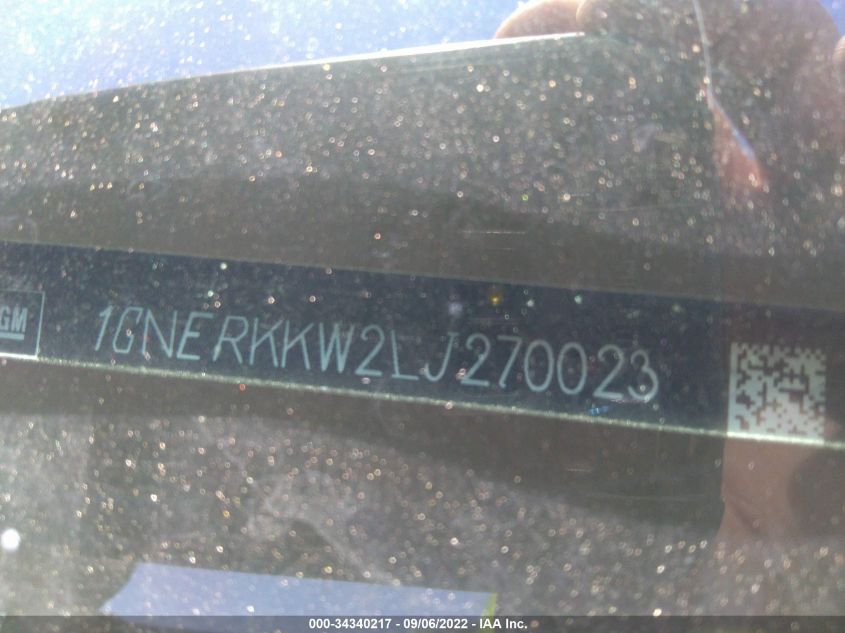 GM
1GNERKKW2LJ270023
000-34340217 - 09/06/2022 - IAA Inc.